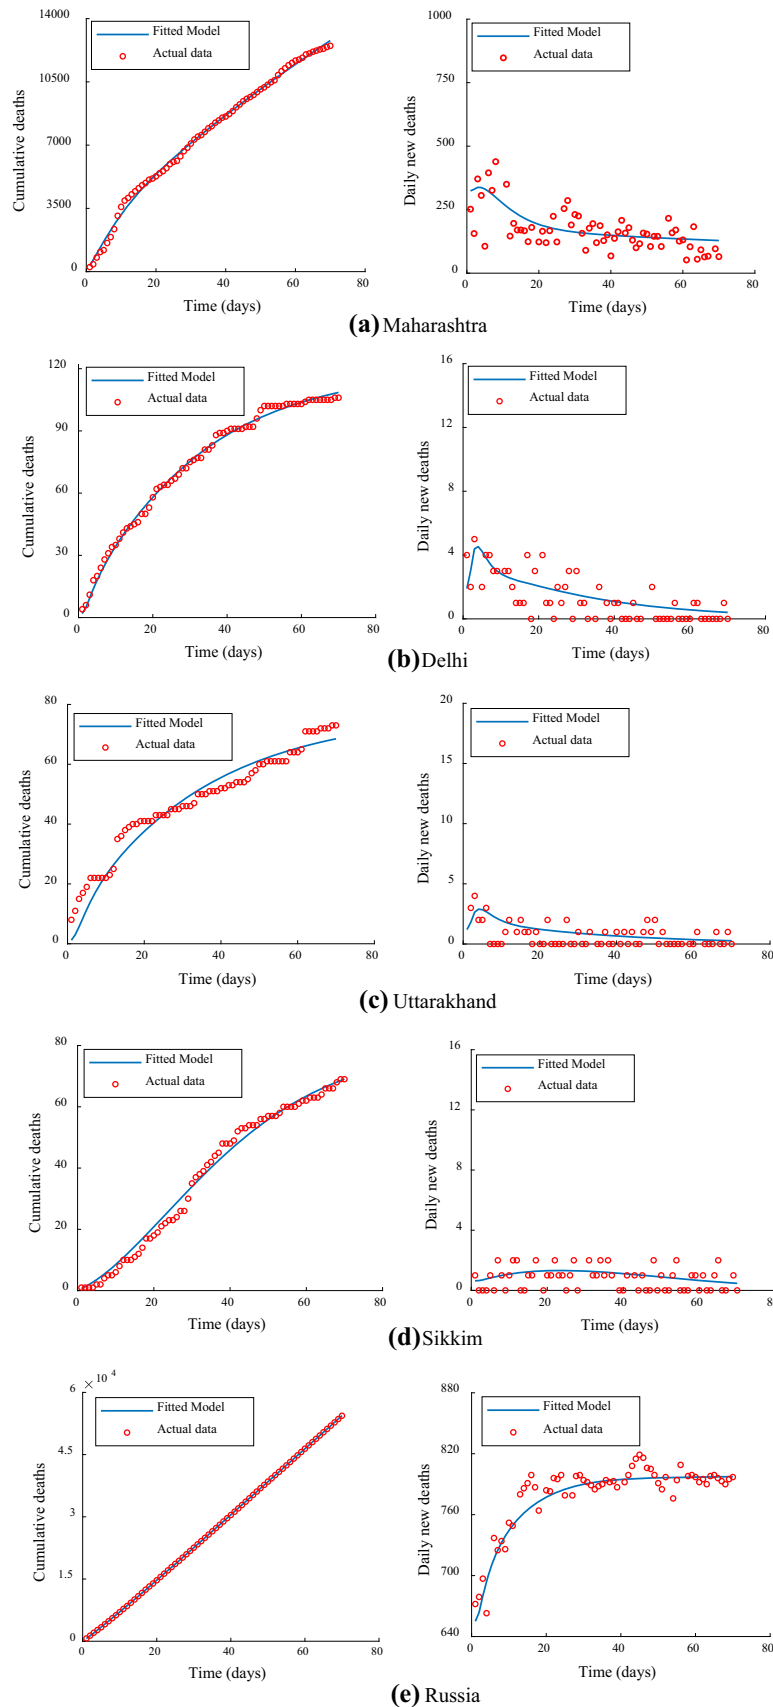 14000
10500
7000
3500
0
0
20
40
60
80
Cumulative deaths
Time (days)
Fitted Model
Actual data
1000
750
500
250
0
0
20
40
60
80
Daily new deaths
Time (days)
Fitted Model
Actual data
(a) Maharashtra
120
90
60
30
0
0
20
40
60
80
Cumulative deaths
Time (days)
Fitted Model
Actual data
16
12
8
4
0
0
20
40
60
80
Daily new deaths
Time (days)
Fitted Model
Actual data
(b) Delhi
80
60
40
20
0
0
20
40
60
80
Cumulative deaths
Time (days)
Fitted Model
Actual data
20
15
10
5
0
0
20
40
60
80
Daily new deaths
Time (days)
Fitted Model
Actual data
(c) Uttarakhand
80
60
40
20
0
0
20
40
60
80
Cumulative deaths
Time (days)
Fitted Model
Actual data
16
12
8
4
0
0
20
40
60
80
Daily new deaths
Time (days)
Fitted Model
Actual data
(d) Sikkim
× 10 4
6
4.5
3
1.5
0
0
20
40
60
80
Cumulative deaths
Time (days)
Fitted Model
Actual data
880
820
760
700
640
0
20
40
60
80
Daily new deaths
Time (days)
Fitted Model
Actual data
(e) Russia